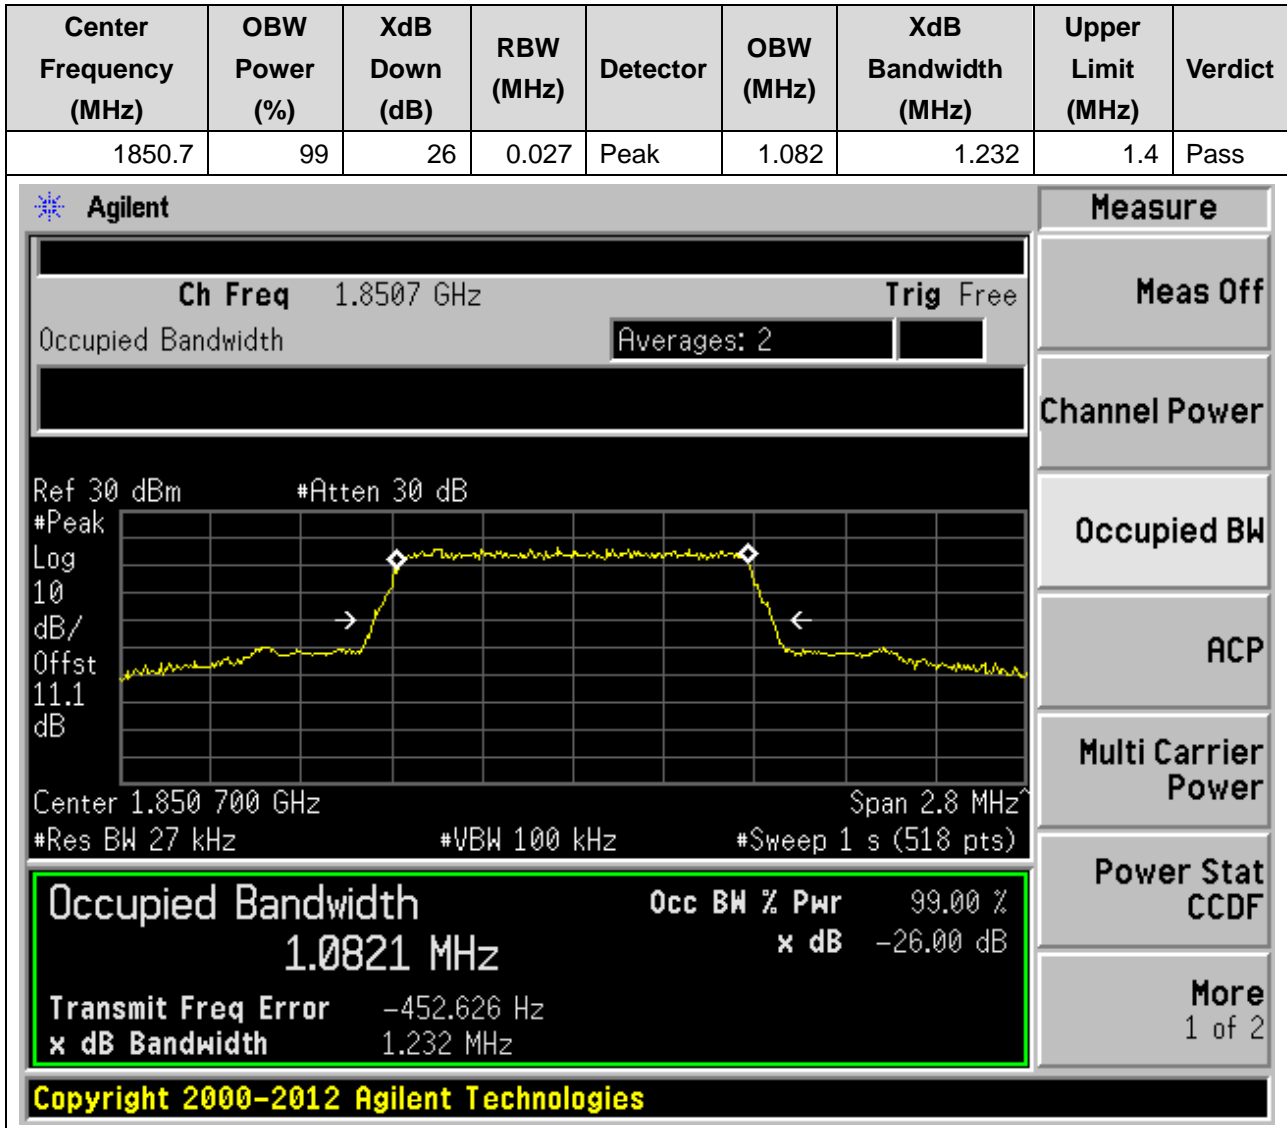 Center Frequency (MHz) OBW Power (%) XdB Down (dB) RBW (MHz) Detector OBW (MHz) XdB Bandwidth (MHz) Upper Limit (MHz) Verdict
1850.7 99 26 0.027 Peak 1.082 1.232 1.4 Pass
Agilent
Measure
Ch Freq 1.8507 GHz Trig Free
Meas Off
Occupied Bandwidth Averages: 2
Channel Power
Ref 30 dBm #Atten 30 dB
#Peak
Log
10
dB/
Offst
11.1
dB
Occupied BW
ACP
Multi Carrier
Power
Center 1.850 700 GHz Span 2.8 MHz^
#Res BW 27 kHz #VBW 100 kHz #Sweep 1 s (518 pts)
Power Stat
CCDF
Occupied Bandwidth Occ BW % Pwr 99.00 %
1.0821 MHz x dB -26.00 dB
Transmit Freq Error -452.626 Hz
x dB Bandwidth 1.232 MHz
More
1 of 2
Copyright 2000-2012 Agilent Technologies